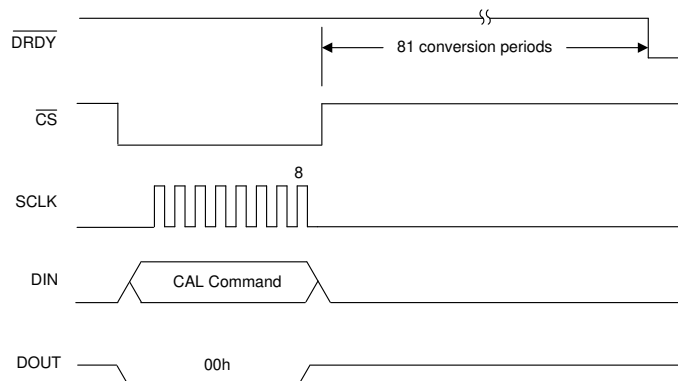 DRDY
81 conversion periods
CS
8
SCLK
DIN
CAL Command
DOUT
00h